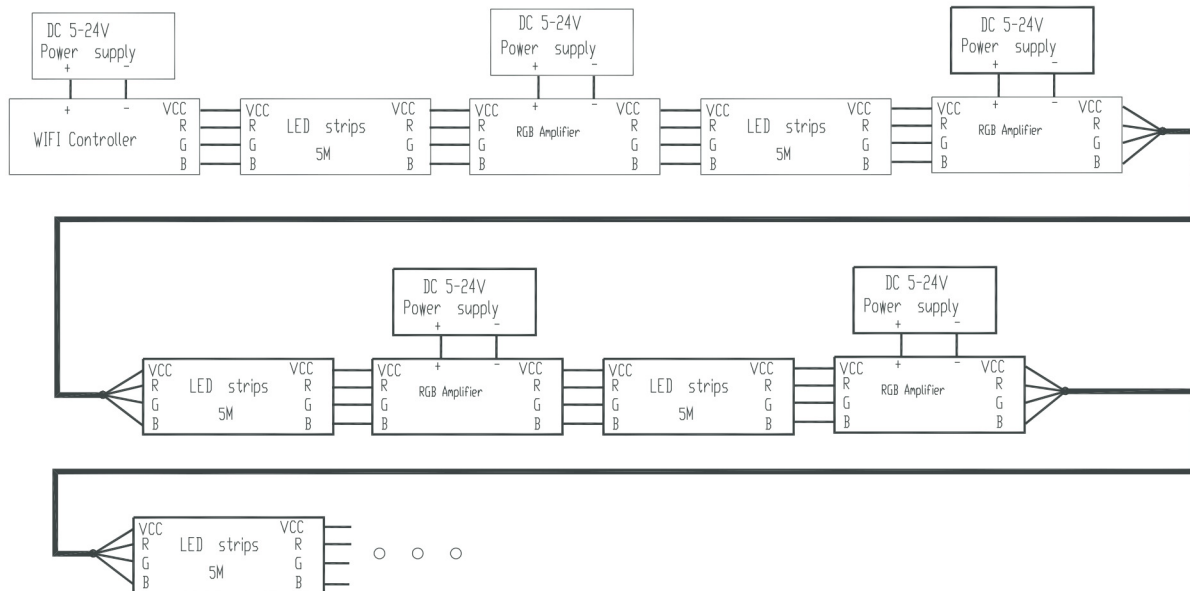 DC 5-24V
Power supply
+ -
DC 5-24V
Power supply
+ -
DC 5-24V
Power supply
+ -
+ -
WIFI Controller
VCC
R
G
B
VCC
R
G
B
LED strips
5M
VCC
R
G
B
VCC
R
G
B
+ -
RGB Amplifier
VCC
R
G
B
VCC
R
G
B
LED strips
5M
VCC
R
G
B
VCC
R
G
B
+ -
RGB Amplifier
VCC
R
G
B
DC 5-24V
Power supply
+ -
DC 5-24V
Power supply
+ -
VCC
R
G
B
LED strips
5M
VCC
R
G
B
VCC
R
G
B
+ -
RGB Amplifier
VCC
R
G
B
VCC
R
G
B
LED strips
5M
VCC
R
G
B
VCC
R
G
B
+ -
RGB Amplifier
VCC
R
G
B
VCC
R
G
B
LED strips
5M
VCC
R
G
B